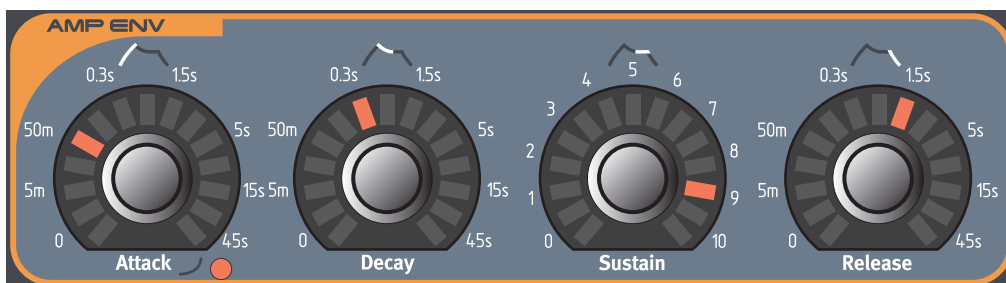 AMP ENV
0.3s 1.5s
50m 5s
5m 15s
0 45s
Attack
0.3s 1.5s
50m 5s
5m 15s
0 45s
Decay
4 5 6
3 7
2 8
1 9
0 10
Sustain
0.3s 1.5s
50m 5s
5m 15s
0 45s
Release